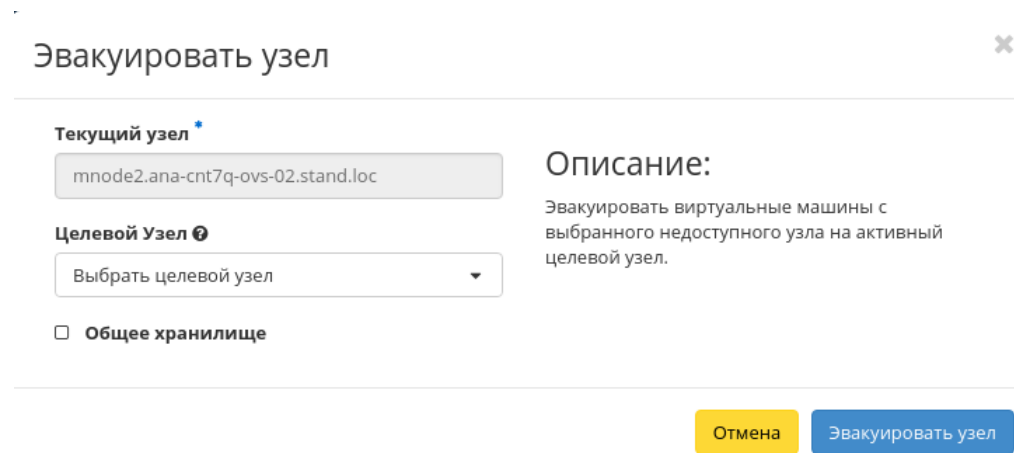 Эвакуировать узел
Текущий узел *
mnode2.ana-cnt7q-ovs-02.stand.loc
Целевой Узел
Выбрать целевой узел
Общее хранилище
Описание:
Эвакуировать виртуальные машины с
выбранного недоступного узла на активный
целевой узел.
Отмена
Эвакуировать узел